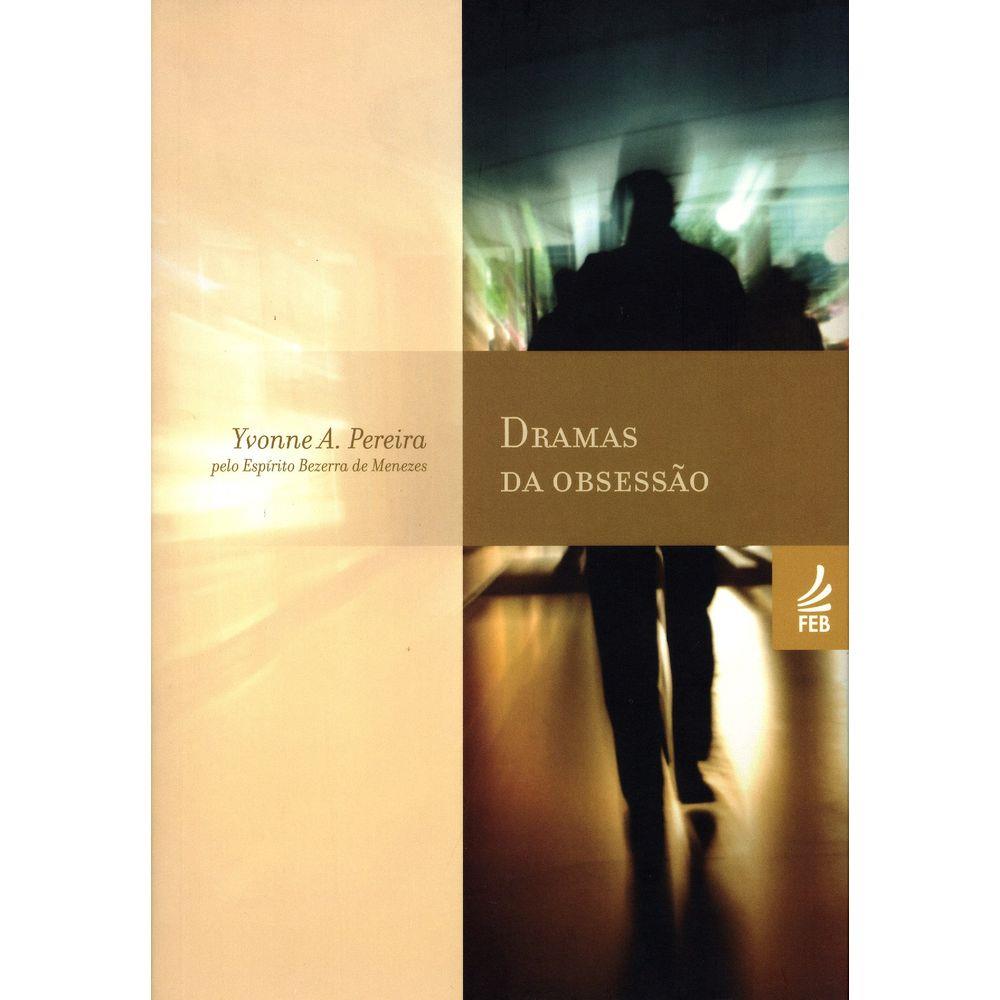 Yvonne A. Pereira
pelo Espírito Bezerra de Menezes
Dramas
da obsessão
FEB